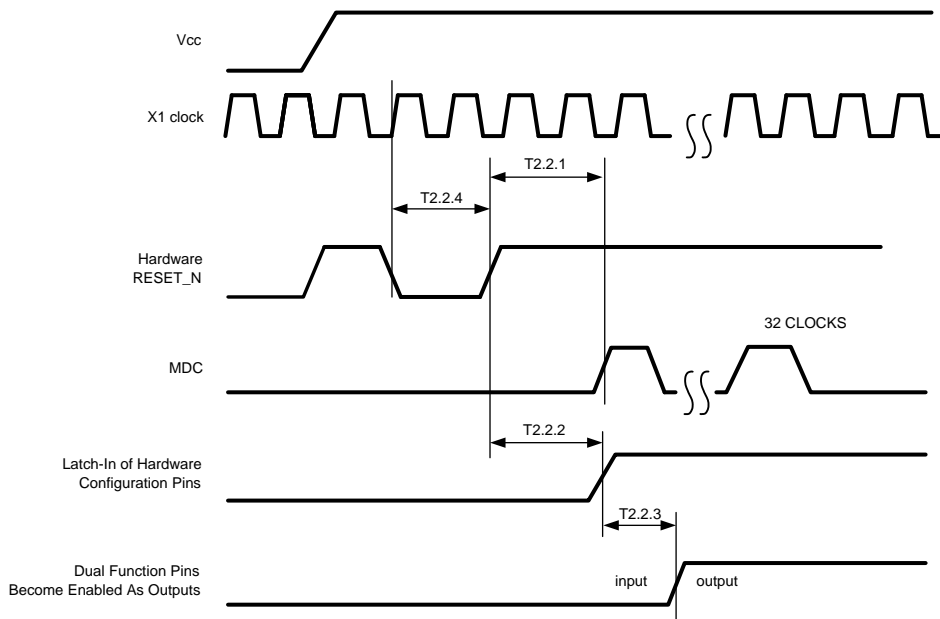 Vcc
X1 clock
T2.2.1
T2.2.4
Hardware
RESET_N
32 CLOCKS
MDC
T2.2.2
Latch-In of Hardware
Configuration Pins
T2.2.3
Dual Function Pins
Become Enabled As Outputs
input
output